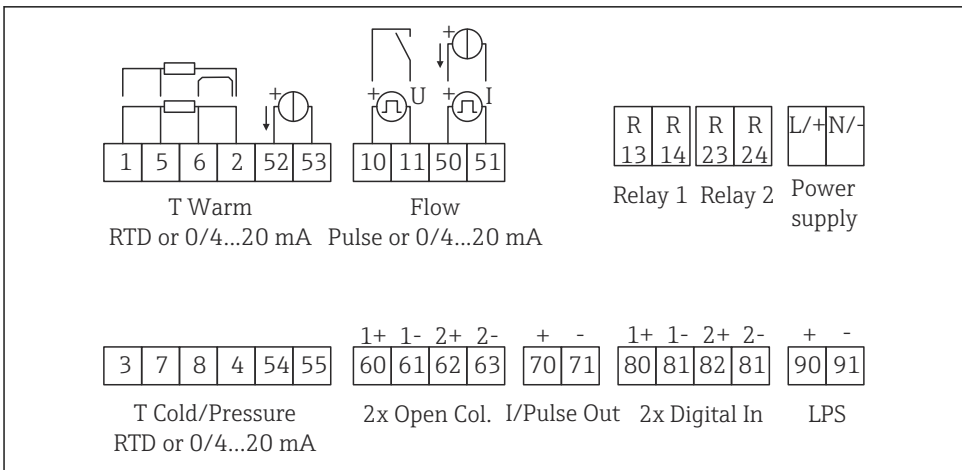 + +
+ U + I
+
1 5 6 2 52 53
10 11 50 51
R R R R
13 14 23 24
L/+ N/-
T Warm
RTD or 0/4...20 mA
Flow
Pulse or 0/4...20 mA
Relay 1 Relay 2
Power
supply
1+ 1- 2+ 2- + - 1+ 1- 2+ 2- + -
3 7 8 4 54 55 60 61 62 63 70 71 80 81 82 81 90 91
T Cold/Pressure
RTD or 0/4...20 mA
2x Open Col. I/Pulse Out 2x Digital In LPS
A0022341